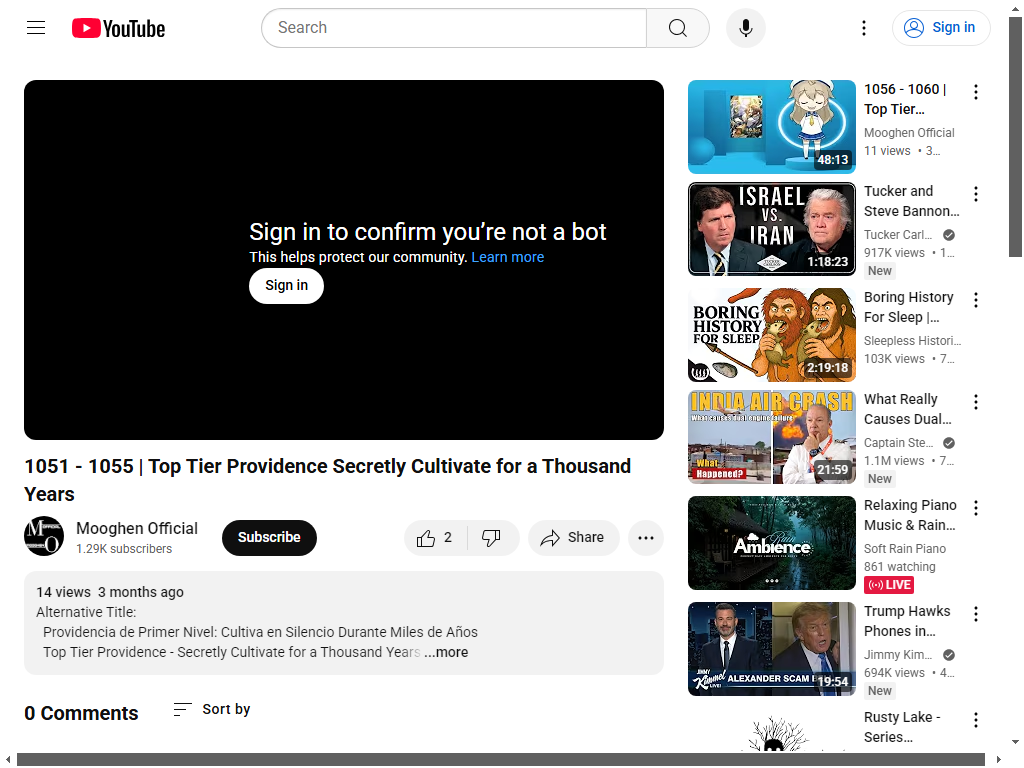 YouTube
Search
Sign in
Sign in to confirm you're not a bot
This helps protect our community. Learn more
Sign in
1051 - 1055 | Top Tier Providence Secretly Cultivate for a Thousand
Years
Mooghen Official
1.29K subscribers
Subscribe
2
Share
14 views 3 months ago
Alternative Title:
Providencia de Primer Nivel: Cultiva en Silencio Durante Miles de Años
Top Tier Providence - Secretly Cultivate for a Thousand Years ...more
0 Comments
Sort by
48:13
1056 - 1060 |
Top Tier...
Mooghen Official
11 views • 3...
ISRAEL
VS.
IRAN
1:18:23
Tucker and
Steve Bannon...
Tucker Carl...
917K views • 1...
New
BORING
HISTORY
FOR SLEEP
2:19:18
Boring History
For Sleep |...
Sleepless Histori...
103K views • 7...
INDIA AIR CRASH
What causes dual engine failure
What
Happened?
21:59
What Really
Causes Dual...
Captain Ste...
1.1M views • 7...
New
Rain
Ambience
Relaxing Piano
Music & Rain...
Soft Rain Piano
861 watching
LIVE
JIMMY
Kimmel
LIVE!
ALEXANDER SCAM
19:54
Trump Hawks
Phones in...
Jimmy Kim...
694K views • 4...
New
Rusty Lake -
Series...